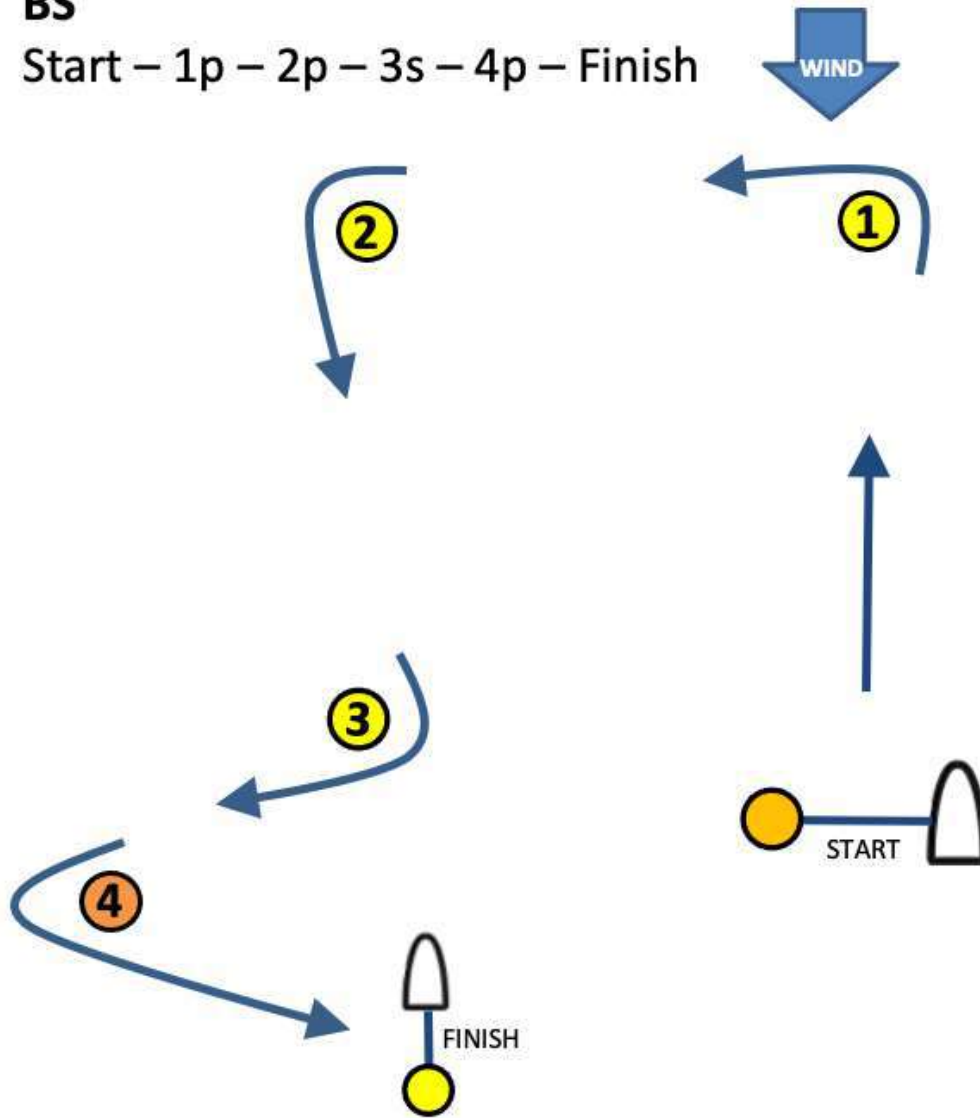 BS
Start – 1p – 2p – 3s – 4p – Finish
WIND
2
1
3
START
4
FINISH